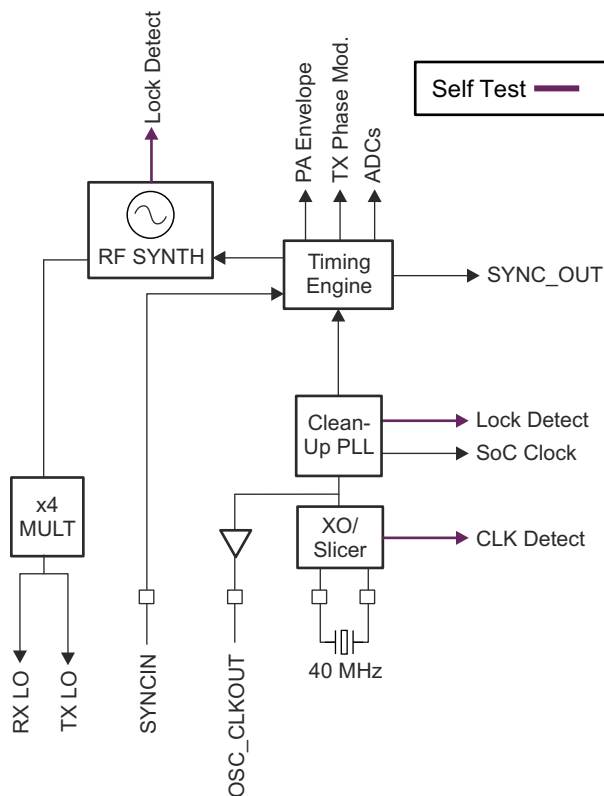 Lock Detect
PA Envelope
TX Phase Mod.
ADCs
Self Test
RF SYNTH
Timing
Engine
SYNC_OUT
Clean-
Up PLL
Lock Detect
SoC Clock
x4
MULT
XO/
Slicer
CLK Detect
40 MHz
RX LO
TX LO
SYNCIN
OSC_CLKOUT